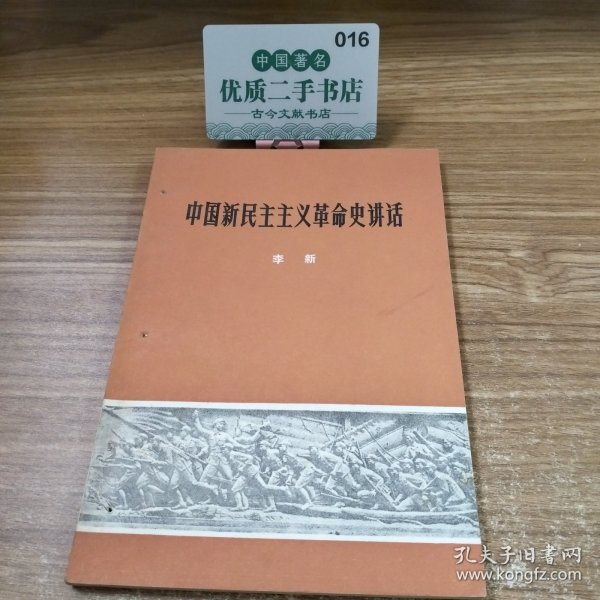 016
中国著名
优质二手书店
古今文献书店
中国新民主主义革命史讲话
李 新
孔夫子旧书网
www.kongfz.com